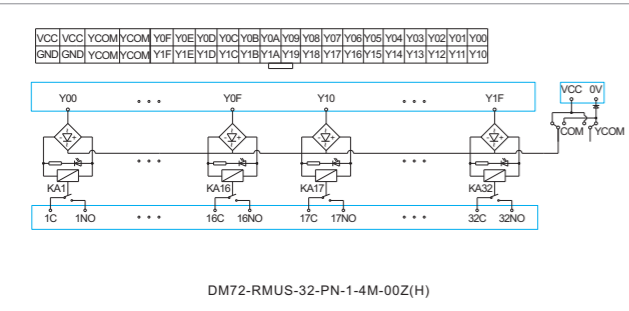 VCC VCC YCOM YCOM Y0F Y0E Y0D Y0C Y0B Y0A Y09 Y08 Y07 Y06 Y05 Y04 Y03 Y02 Y01 Y00
GND GND YCOM YCOM Y1F Y1E Y1D Y1C Y1B Y1A Y19 Y18 Y17 Y16 Y15 Y14 Y13 Y12 Y11 Y10
Y00 ... Y0F Y10 ... Y1F VCC 0V
COM YCOM
... ...
KA1 KA16 KA17 KA32
1C 1NO ... 16C 16NO 17C 17NO ... 32C 32NO
DM72-RMUS-32-PN-1-4M-00Z(H)